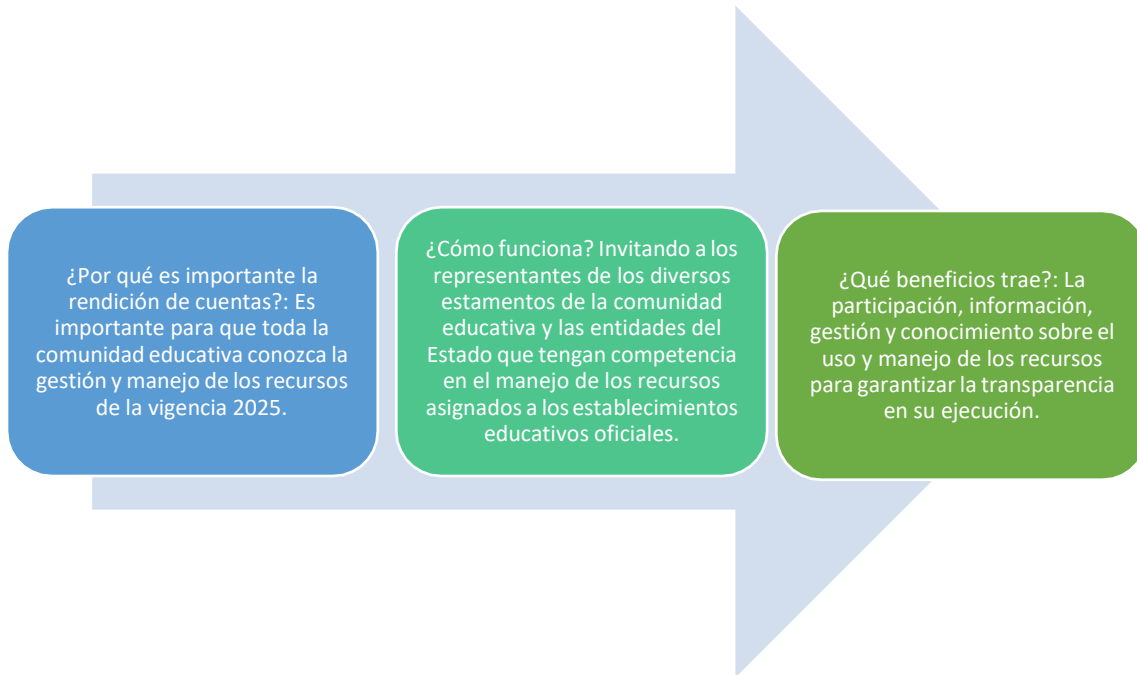 ¿Por qué es importante la
rendición de cuentas?: Es
importante para que toda la
comunidad educativa conozca la
gestión y manejo de los recursos
de la vigencia 2025.
¿Cómo funciona? Invitando a los
representantes de los diversos
estamentos de la comunidad
educativa y las entidades del
Estado que tengan competencia
en el manejo de los recursos
asignados a los establecimientos
educativos oficiales.
¿Qué beneficios trae?: La
participación, información,
gestión y conocimiento sobre el
uso y manejo de los recursos
para garantizar la transparencia
en su ejecución.